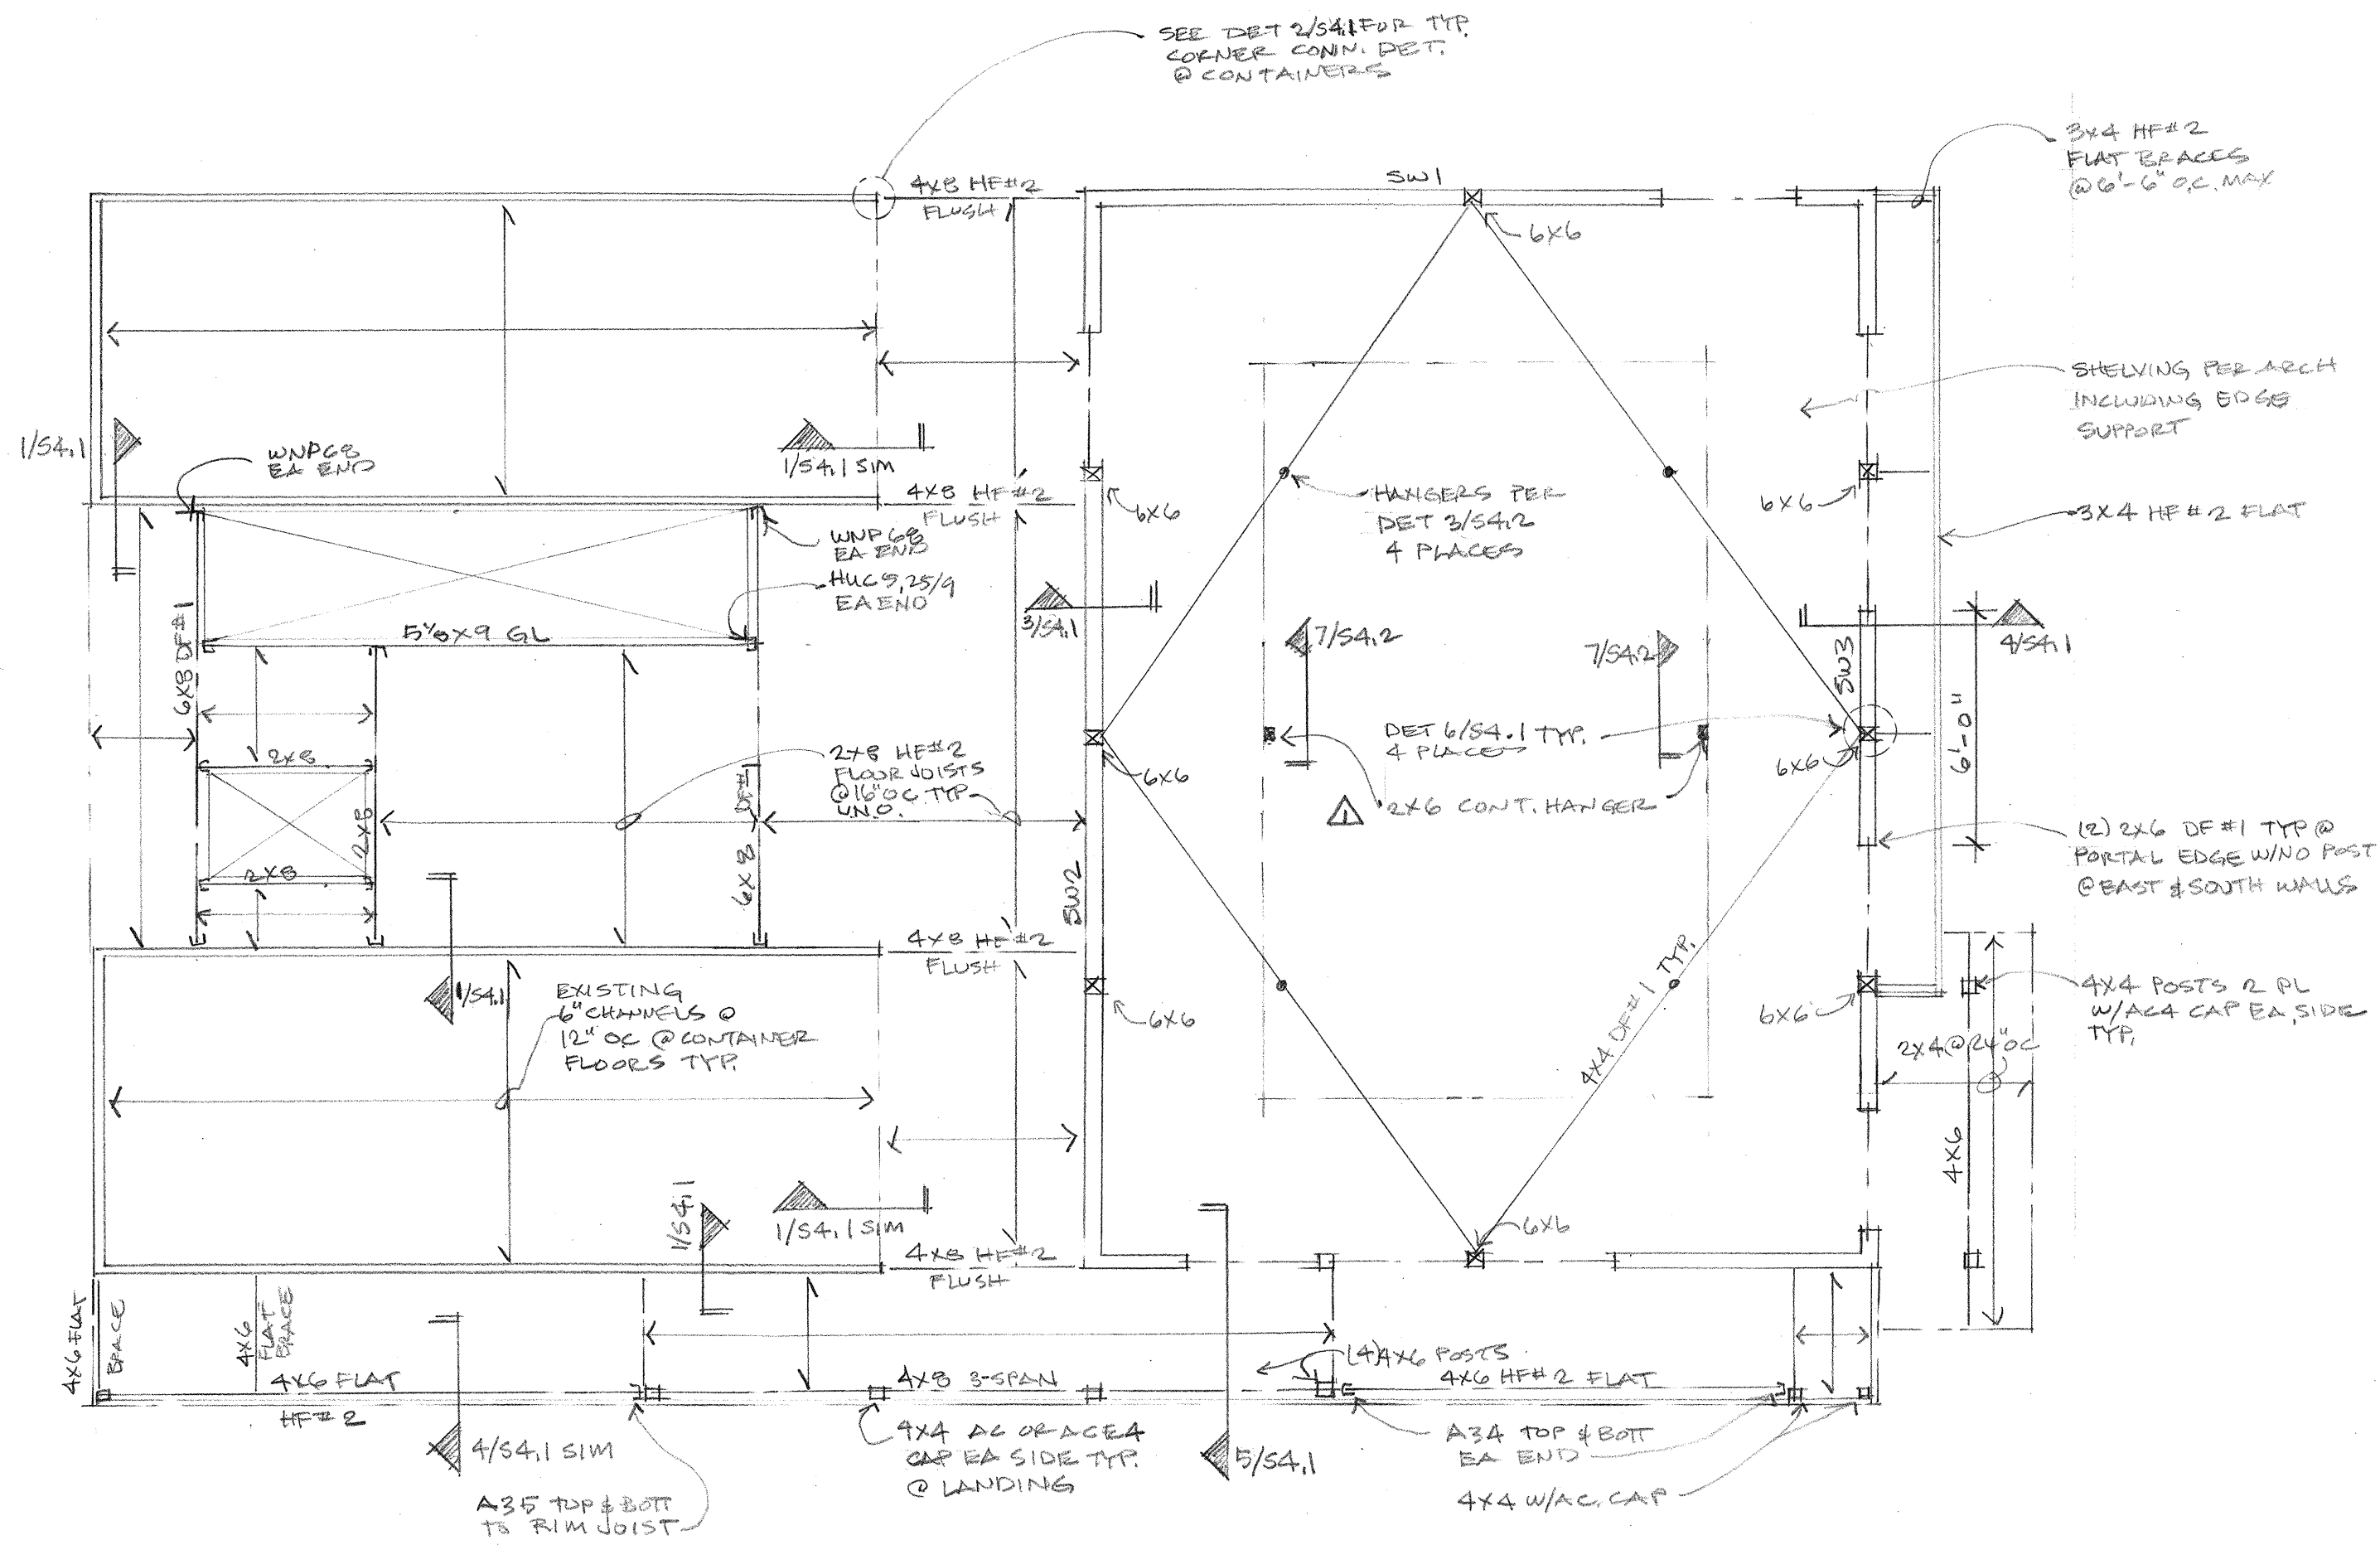 SEE DET 2/S4.1 FOR TYP.
CORNER CONN. DET.
@ CONTAINERS
3X4 HF#2
FLAT BRACES
@ 6'-6" O.C. MAX
4X8 HF#2
FLUSH
SW1
6X6
SHELVING PER ARCH
INCLUDING EDGE
SUPPORT
1/S4.1
WNP68
EA END
1/S4.1 SIM
4X8 HF#2
FLUSH
6X6
HANGERS PER
DET 3/S4.2
4 PLACES
6X6
3X4 HF#2 FLAT
WNP68
EA END
HUC5.25/9
EA END
3/S4.1
6X8 DF#1
5 1/8 X 9 GL
7/S4.2
7/S4.2
SW3
4/S4.1
6'-0"
2X8
2X8 HF#2
FLOOR JOISTS
@ 16" OC TYP
U.N.O.
DET 6/S4.1 TYP.
4 PLACES
6X6
6X6
1
2X6 CONT. HANGER
2X8
2X8
6X8 DF#1
SW2
(2) 2X6 DF#1 TYP @
PORTAL EDGE W/NO POST
@ EAST & SOUTH WALLS
4X8 HF#2
FLUSH
1/S4.1
EXISTING
6" CHANNELS @
12" OC @ CONTAINER
FLOORS TYP.
6X6
4X4 DF#1 TYP.
6X6
4X4 POSTS 2 PL
W/AC4 CAP EA. SIDE
TYP.
2X4 @ 24" OC
4X6
1/S4.1
1/S4.1 SIM
4X8 HF#2
FLUSH
6X6
4X6 FLAT
BRACE
4X6
FLAT
BRACE
4X6 FLAT
HF#2
4X8 3-SPAN
(4) 4X6 POSTS
4X6 HF#2 FLAT
4/S4.1 SIM
4X4 AC OR ACE4
CAP EA SIDE TYP.
@ LANDING
5/S4.1
A34 TOP & BOTT
EA END
4X4 W/AC. CAP
A35 TOP & BOTT
TO RIM JOIST